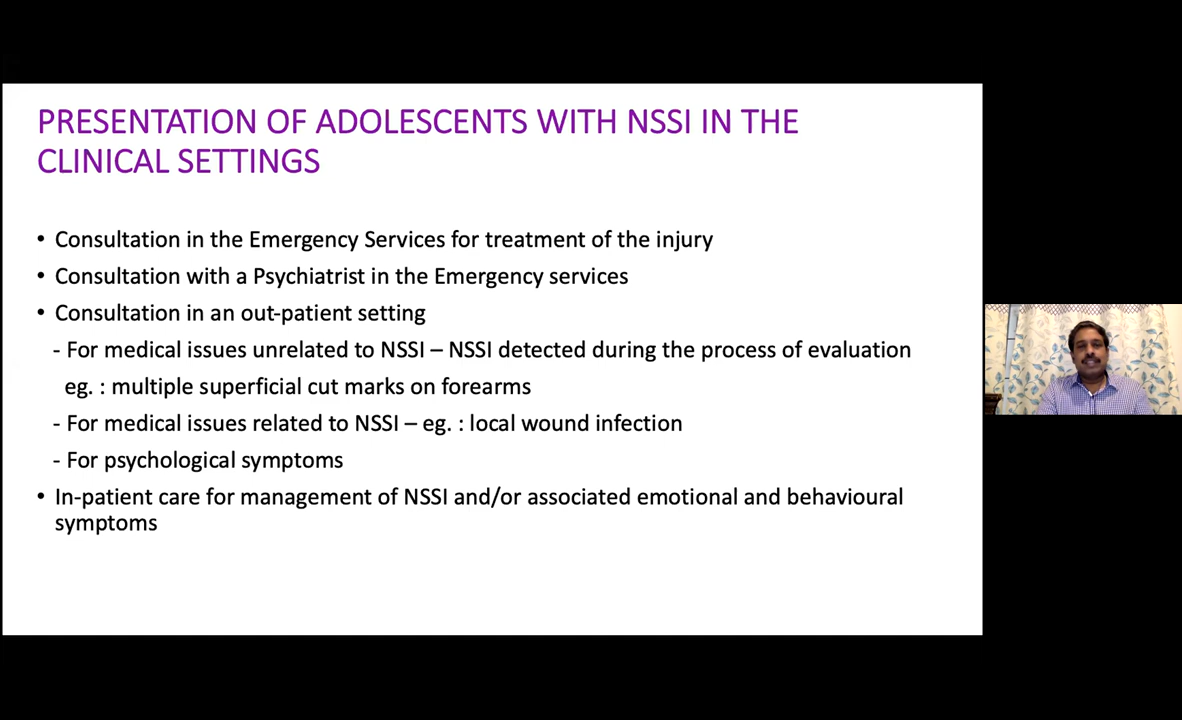 PRESENTATION OF ADOLESCENTS WITH NSSI IN THE
CLINICAL SETTINGS
• Consultation in the Emergency Services for treatment of the injury
• Consultation with a Psychiatrist in the Emergency services
• Consultation in an out-patient setting
- For medical issues unrelated to NSSI – NSSI detected during the process of evaluation
eg. : multiple superficial cut marks on forearms
- For medical issues related to NSSI – eg. : local wound infection
- For psychological symptoms
• In-patient care for management of NSSI and/or associated emotional and behavioural
symptoms